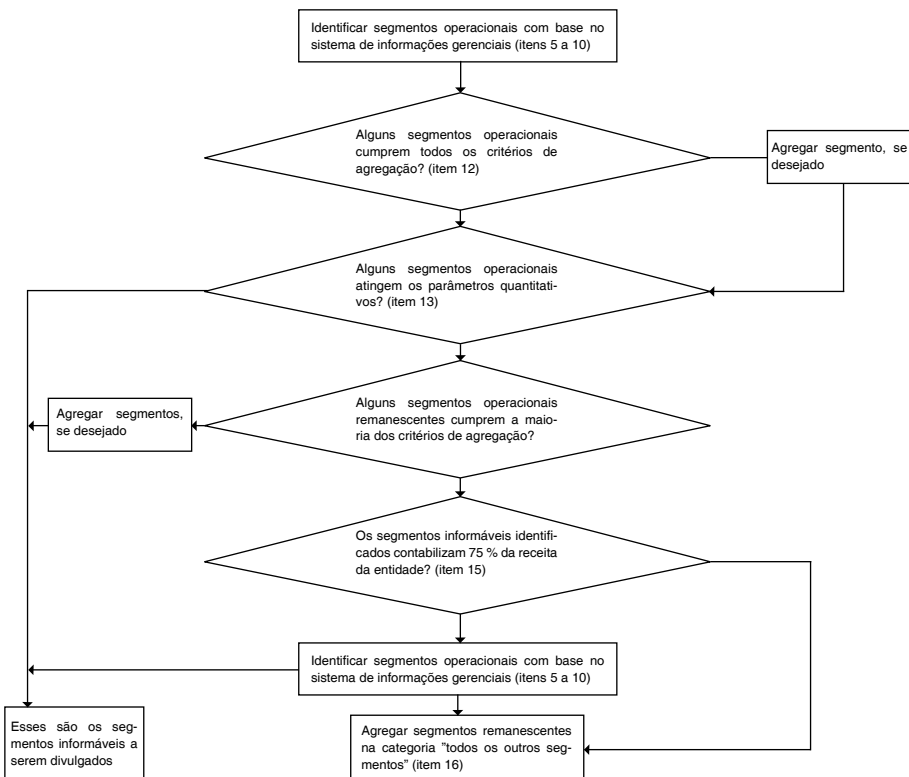 Identificar segmentos operacionais com base no
sistema de informações gerenciais (itens 5 a 10)
Alguns segmentos operacionais
cumprem todos os critérios de
agregação? (item 12)
Agregar segmento, se
desejado
Alguns segmentos operacionais
atingem os parâmetros quantitati-
vos? (item 13)
Agregar segmentos,
se desejado
Alguns segmentos operacionais
remanescentes cumprem a maio-
ria dos critérios de agregação?
Os segmentos informáveis identifi-
cados contabilizam 75 % da receita
da entidade? (item 15)
Identificar segmentos operacionais com base no
sistema de informações gerenciais (itens 5 a 10)
Esses são os seg-
mentos informáveis a
serem divulgados
Agregar segmentos remanescentes
na categoria "todos os outros seg-
mentos" (item 16)